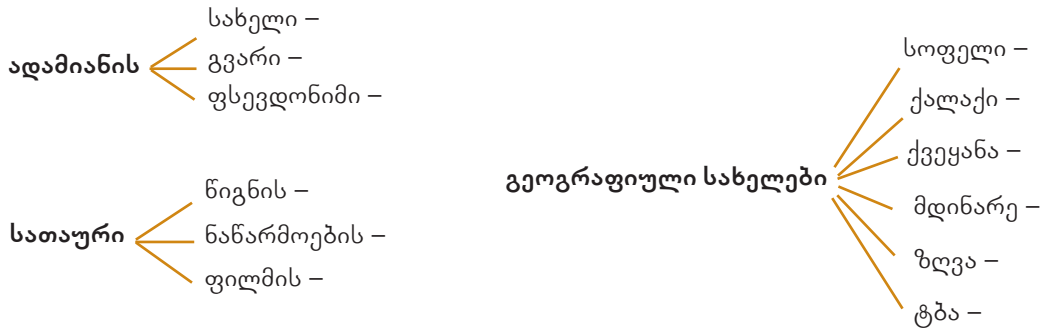 ადამიანის
სახელი –
გვარი –
ფსევდონიმი –
სათაური
წიგნის –
ნაწარმოების –
ფილმის –
გეოგრაფიული სახელები
სოფელი –
ქალაქი –
ქვეყანა –
მდინარე –
ზღვა –
ტბა –